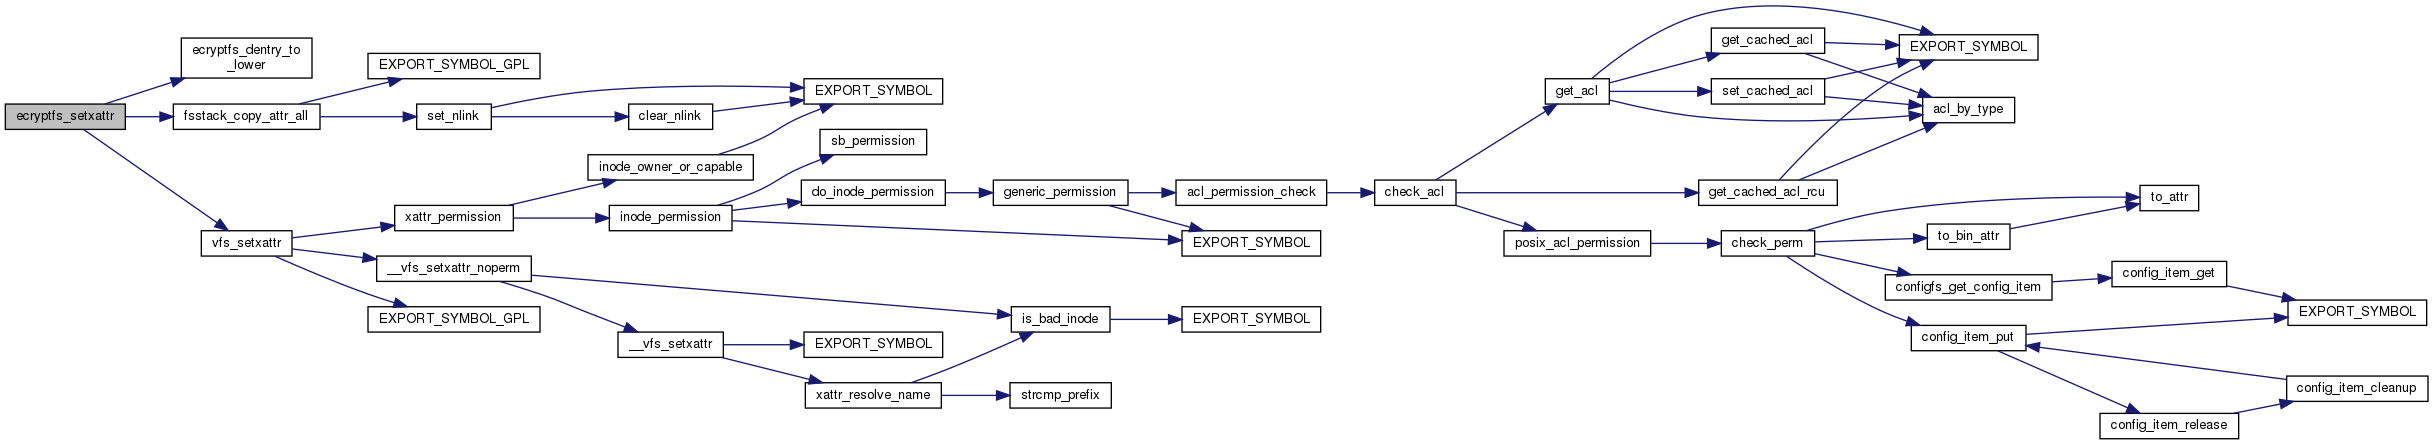 ecryptfs_setxattr
ecryptfs_dentry_to
_lower
fsstack_copy_attr_all
vfs_setxattr
EXPORT_SYMBOL_GPL
set_nlink
xattr_permission
__vfs_setxattr_noperm
EXPORT_SYMBOL_GPL
clear_nlink
inode_owner_or_capable
inode_permission
__vfs_setxattr
EXPORT_SYMBOL
sb_permission
do_inode_permission
EXPORT_SYMBOL
xattr_resolve_name
generic_permission
is_bad_inode
strcmp_prefix
acl_permission_check
EXPORT_SYMBOL
EXPORT_SYMBOL
check_acl
get_acl
get_cached_acl_rcu
posix_acl_permission
get_cached_acl
set_cached_acl
check_perm
EXPORT_SYMBOL
acl_by_type
to_bin_attr
configfs_get_config_item
config_item_put
to_attr
config_item_get
config_item_release
EXPORT_SYMBOL
config_item_cleanup